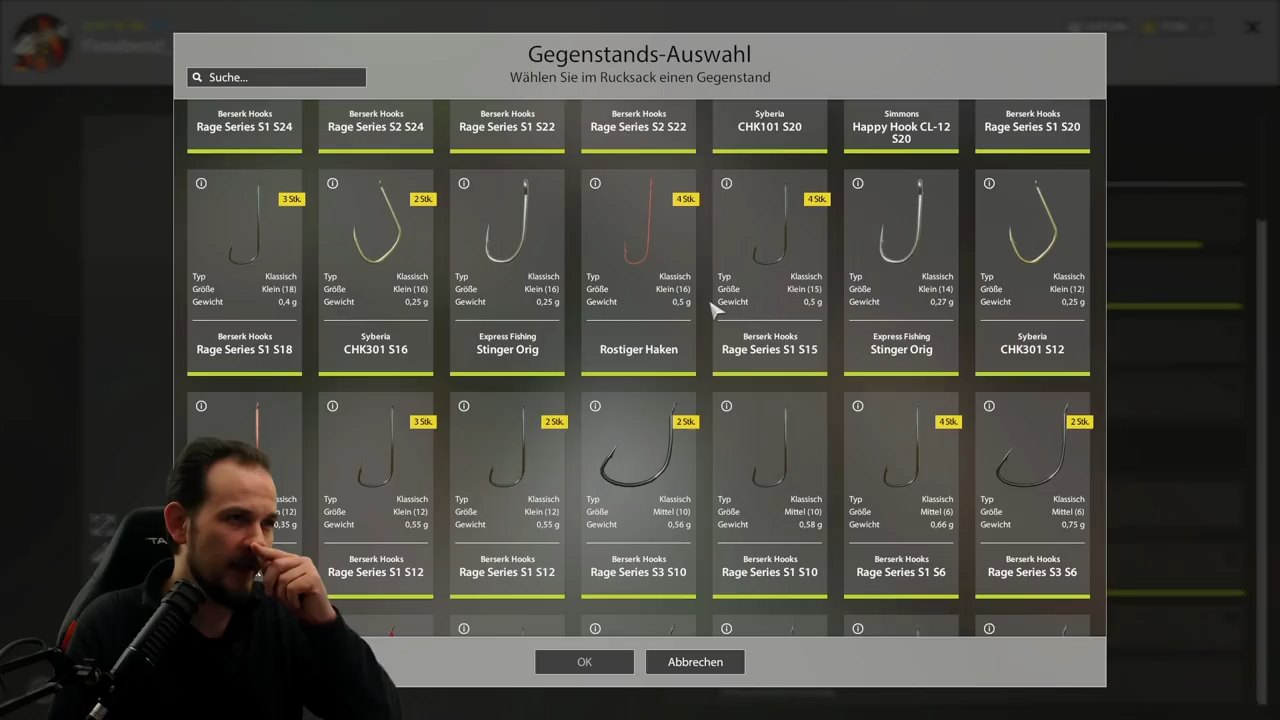 Gegenstands-Auswahl
Suche...
Wählen Sie im Rucksack einen Gegenstand
Berserk Hooks
Rage Series S1 S24
Berserk Hooks
Rage Series S2 S24
Berserk Hooks
Rage Series S1 S22
Berserk Hooks
Rage Series S2 S22
Syberia
CHK101 S20
Simmons
Happy Hook CL-12
S20
Berserk Hooks
Rage Series S1 S20
3 Stk.
Typ Klassisch
Größe Klein (18)
Gewicht 0,4 g
Berserk Hooks
Rage Series S1 S18
2 Stk.
Typ Klassisch
Größe Klein (16)
Gewicht 0,25 g
Syberia
CHK301 S16
Typ Klassisch
Größe Klein (16)
Gewicht 0,25 g
Express Fishing
Stinger Orig
4 Stk.
Typ Klassisch
Größe Klein (16)
Gewicht 0,5 g
Rostiger Haken
4 Stk.
Typ Klassisch
Größe Klein (15)
Gewicht 0,5 g
Berserk Hooks
Rage Series S1 S15
Typ Klassisch
Größe Klein (14)
Gewicht 0,27 g
Express Fishing
Stinger Orig
Typ Klassisch
Größe Klein (12)
Gewicht 0,25 g
Syberia
CHK301 S12
(12)
3 Stk.
Typ Klassisch
Größe Klein (12)
Gewicht 0,55 g
Berserk Hooks
Rage Series S1 S12
2 Stk.
Typ Klassisch
Größe Klein (12)
Gewicht 0,55 g
Berserk Hooks
Rage Series S1 S12
2 Stk.
Typ Klassisch
Größe Mittel (10)
Gewicht 0,56 g
Berserk Hooks
Rage Series S3 S10
Typ Klassisch
Größe Mittel (10)
Gewicht 0,58 g
Berserk Hooks
Rage Series S1 S10
4 Stk.
Typ Klassisch
Größe Mittel (6)
Gewicht 0,66 g
Berserk Hooks
Rage Series S1 S6
2 Stk.
Typ Klassisch
Größe Mittel (6)
Gewicht 0,75 g
Berserk Hooks
Rage Series S3 S6
OK
Abbrechen